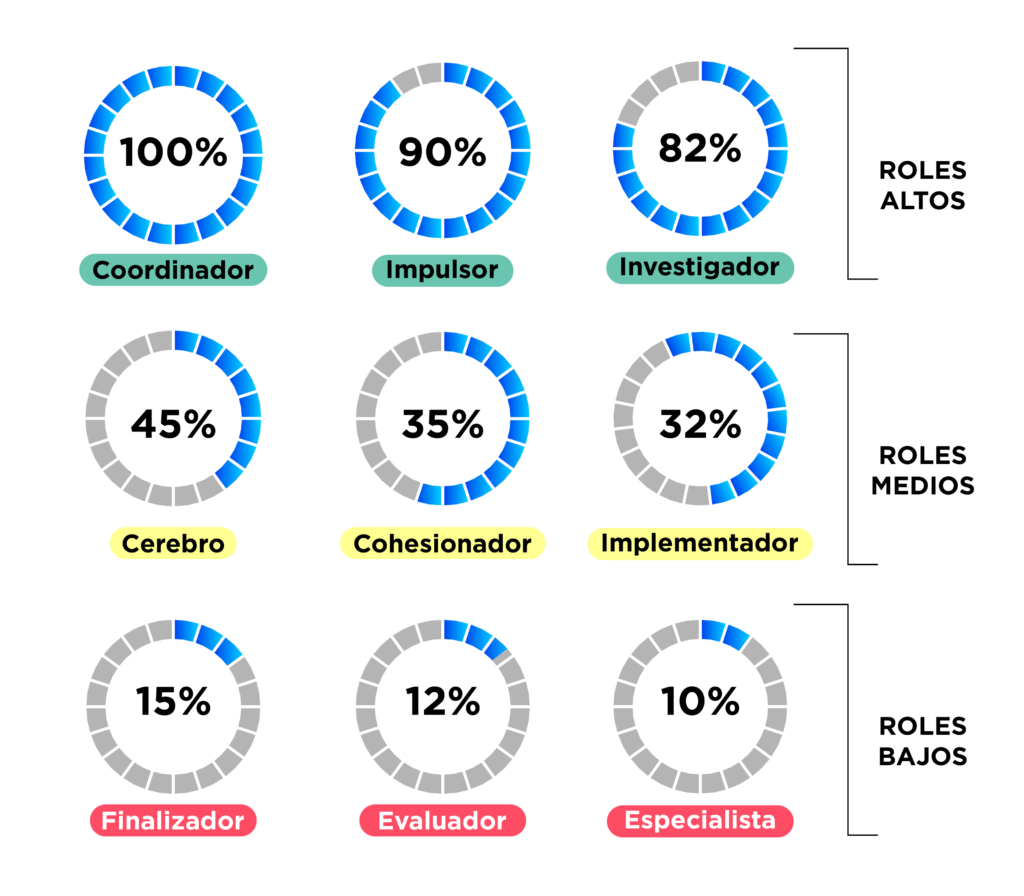 100%
90%
82%
Coordinador
Impulsor
Investigador
ROLES
ALTOS
45%
35%
32%
Cerebro
Cohesionador
Implementador
ROLES
MEDIOS
15%
12%
10%
Finalizador
Evaluador
Especialista
ROLES
BAJOS